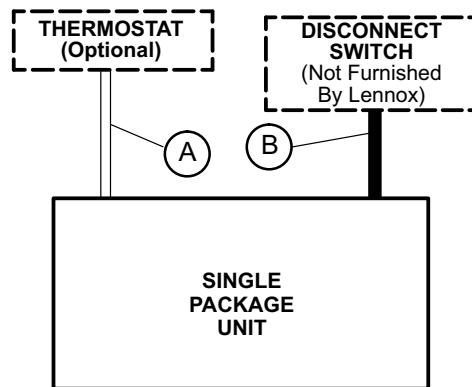 THERMOSTAT
(Optional)
DISCONNECT
SWITCH
(Not Furnished
By Lennox)
A
B
SINGLE
PACKAGE
UNIT